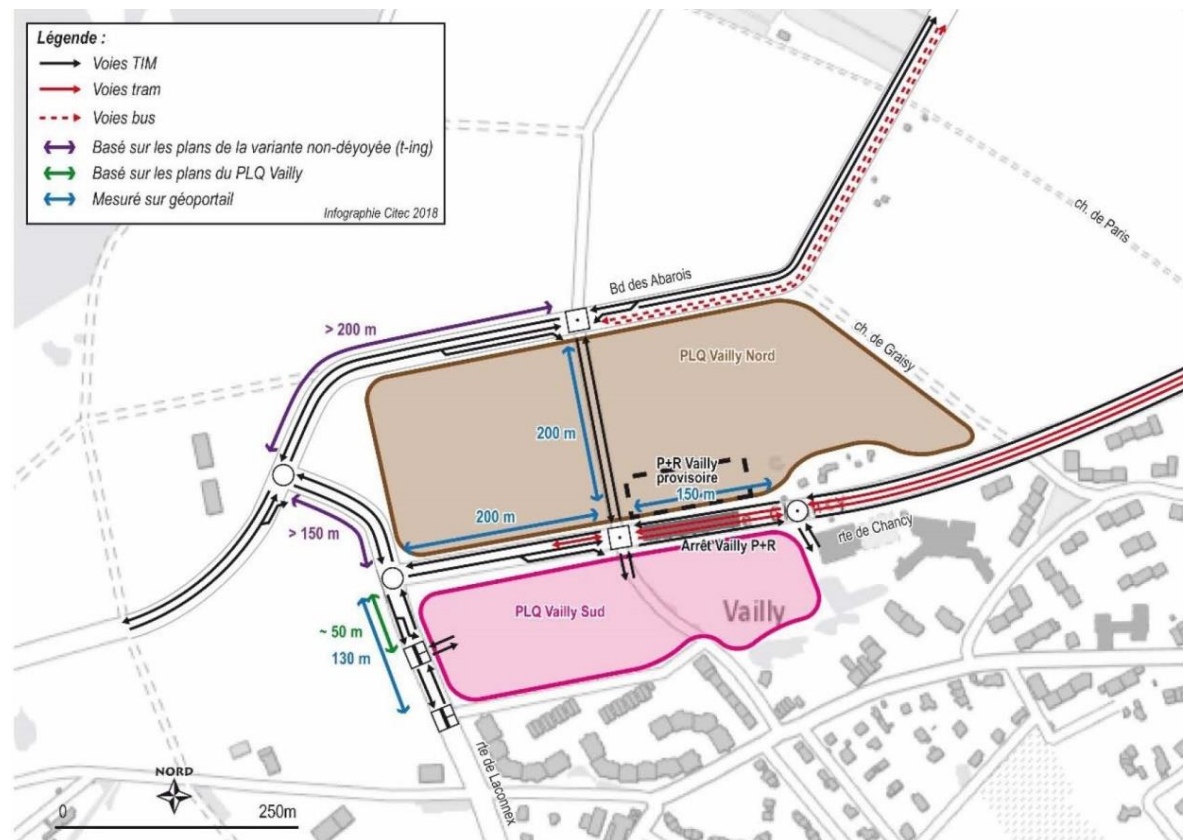 Légende :
Voies TIM
Voies tram
Voies bus
Basé sur les plans de la variante non-dévoyée (t-ing)
Basé sur les plans du PLQ Vailly
Mesuré sur géoportail
Infographie Citec 2018
ch. de Paris
Bd des Abarois
> 200 m
ch. de Graisy
PLQ Vailly Nord
200 m
P+R Vailly
provisoire
150 m
200 m
> 150 m
rte de Chancy
Arrêt Vailly P+R
PLQ Vailly Sud
Vailly
~ 50 m
130 m
rte de Laconnex
NORD
0
250m